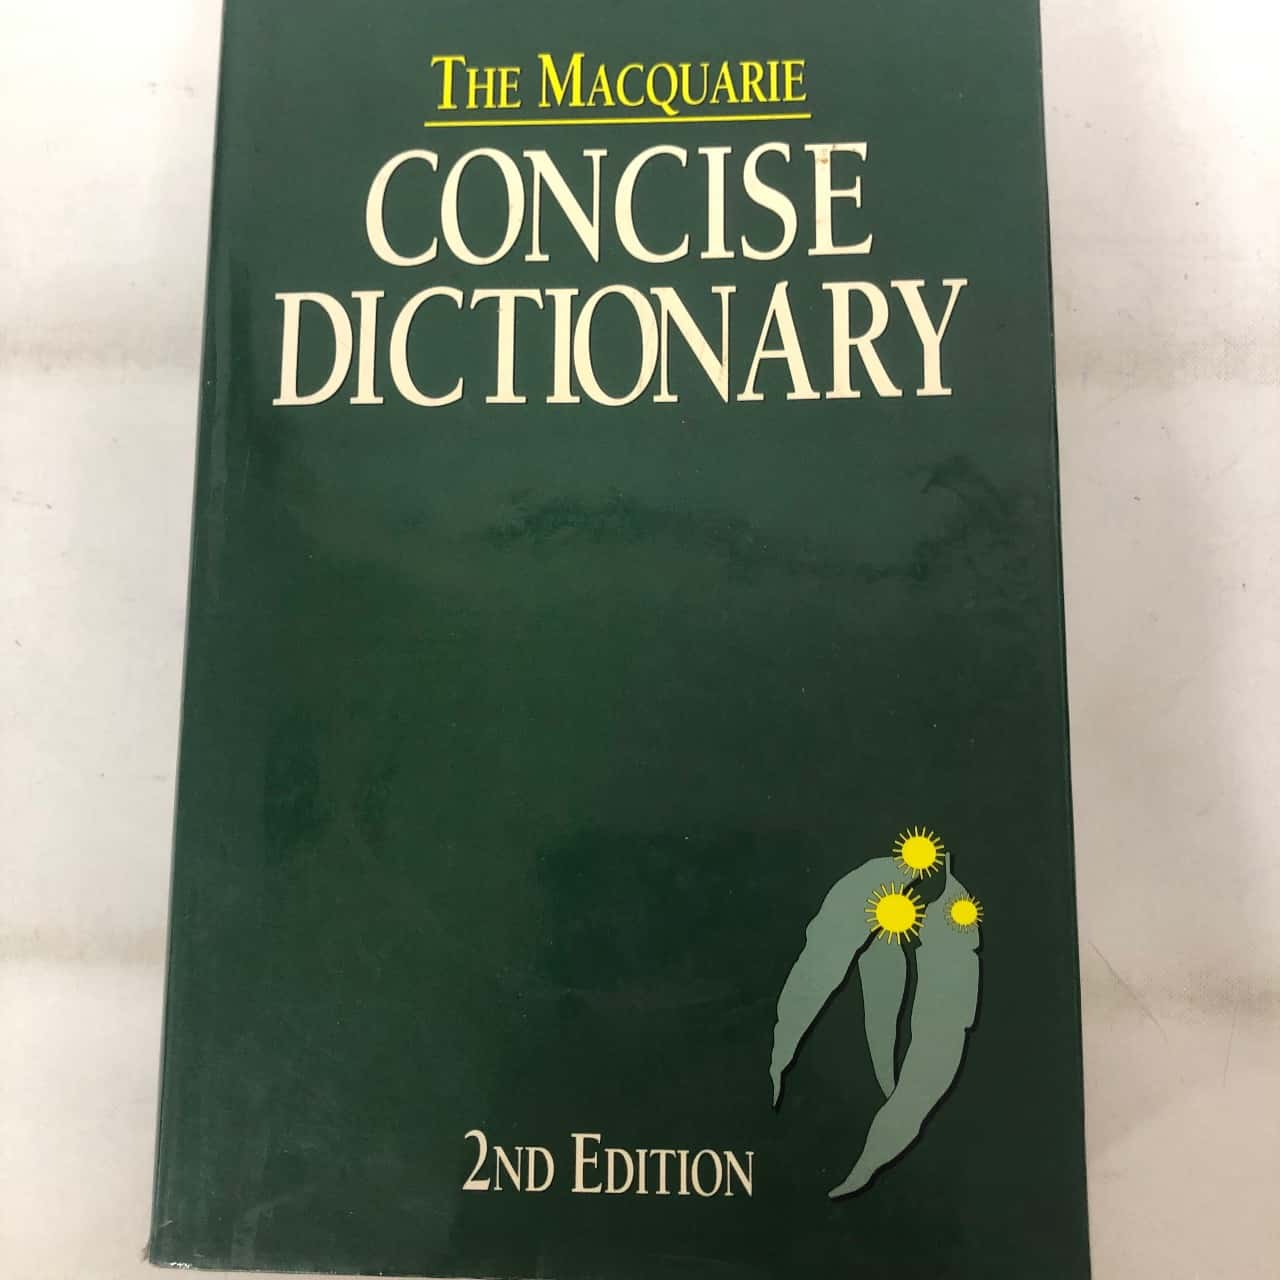 THE MACQUARIE
CONCISE
DICTIONARY
2ND EDITION